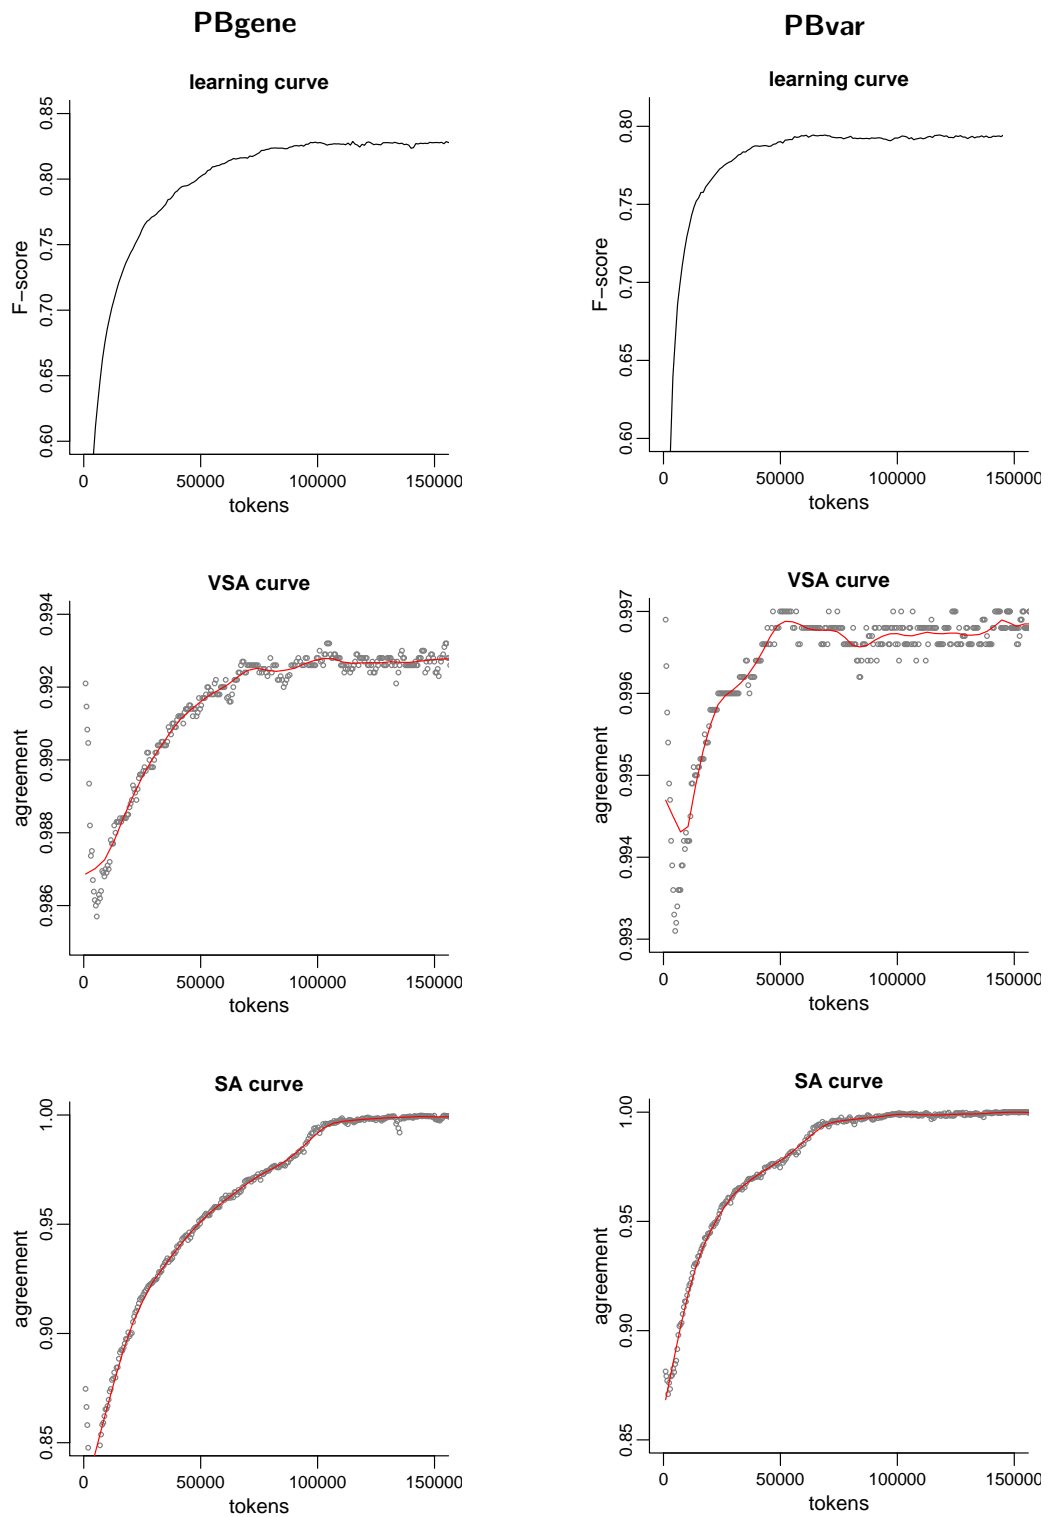 PBgene
PBvar
learning curve
F−score
0.85
0.80
0.75
0.70
0.65
0.60
0 50000 100000 150000
tokens
learning curve
F−score
0.80
0.75
0.70
0.65
0.60
0 50000 100000 150000
tokens
VSA curve
agreement
0.994
0.992
0.990
0.988
0.986
0 50000 100000 150000
tokens
VSA curve
agreement
0.997
0.996
0.995
0.994
0.993
0 50000 100000 150000
tokens
SA curve
agreement
1.00
0.95
0.90
0.85
0 50000 100000 150000
tokens
SA curve
agreement
1.00
0.95
0.90
0.85
0 50000 100000 150000
tokens